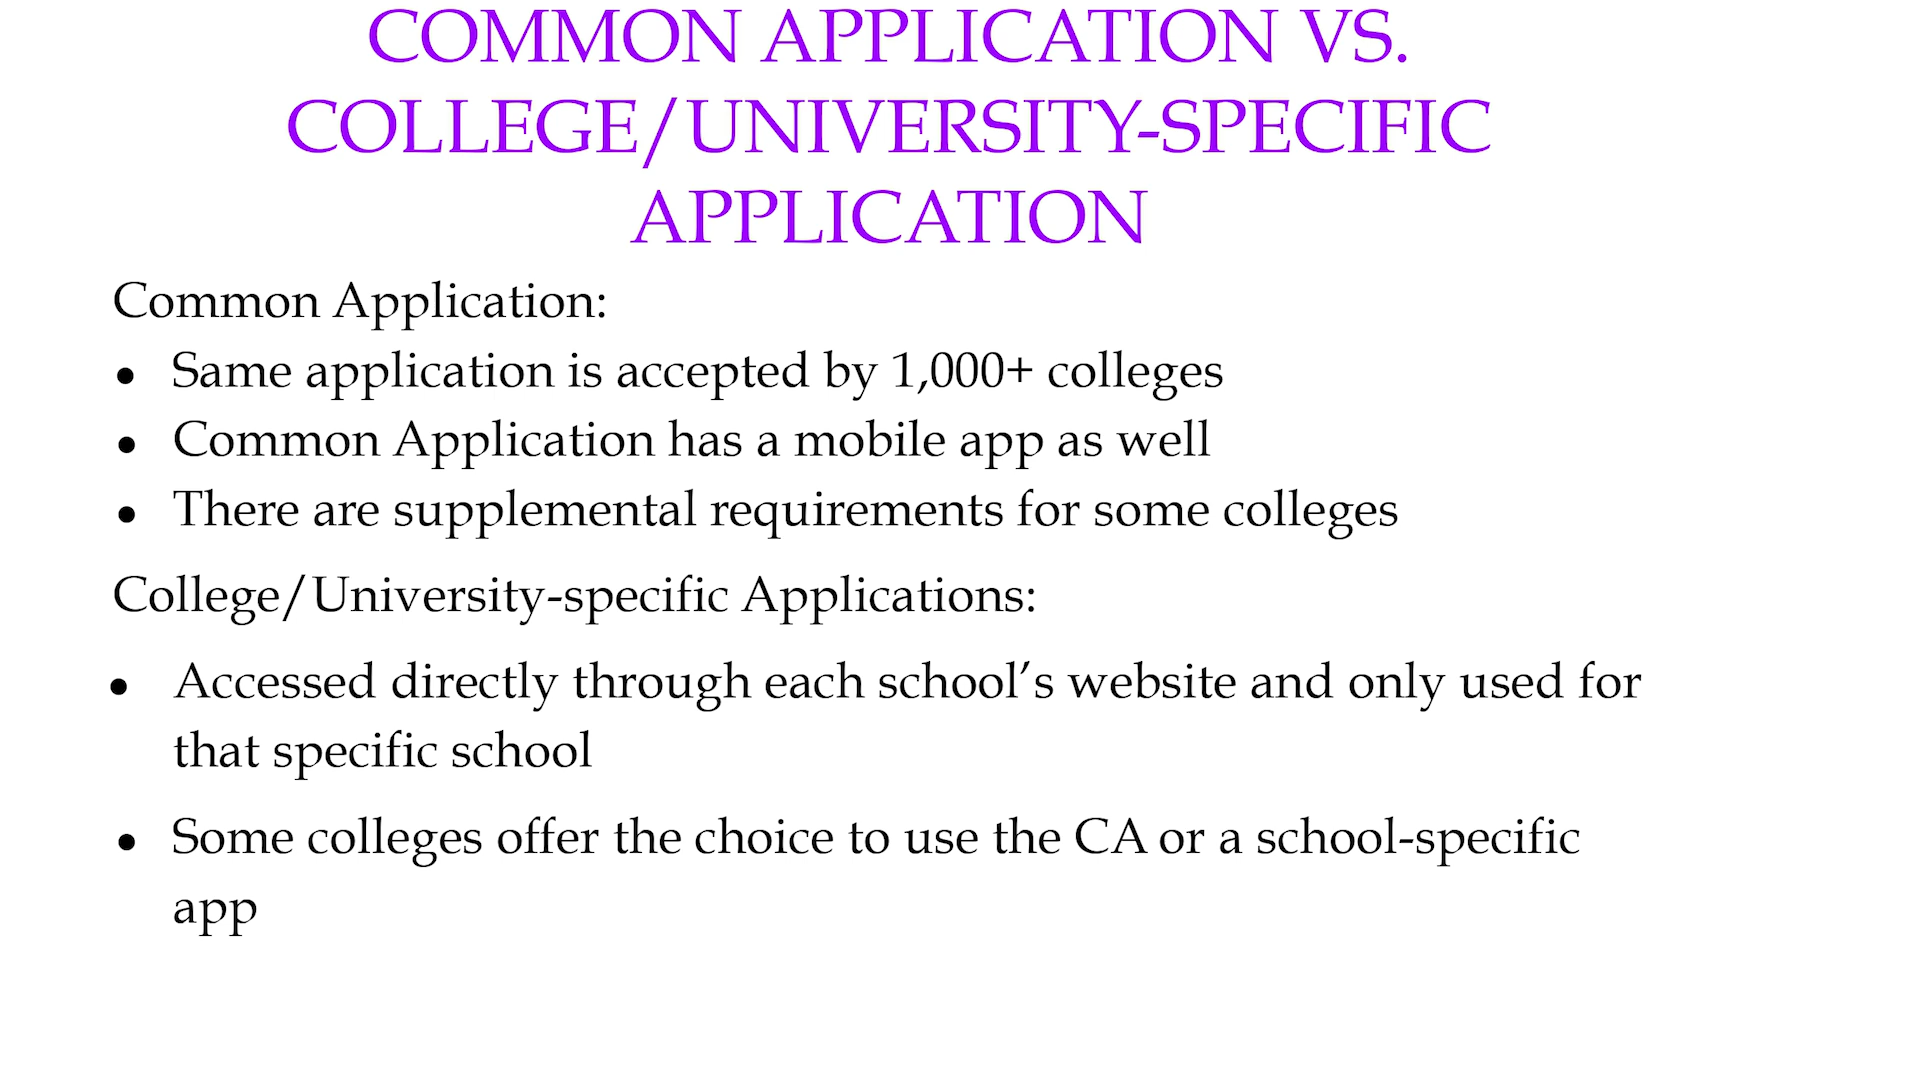 COMMON APPLICATION VS.
COLLEGE/UNIVERSITY-SPECIFIC
APPLICATION
Common Application:
• Same application is accepted by 1,000+ colleges
• Common Application has a mobile app as well
• There are supplemental requirements for some colleges
College/University-specific Applications:
• Accessed directly through each school’s website and only used for
that specific school
• Some colleges offer the choice to use the CA or a school-specific
app